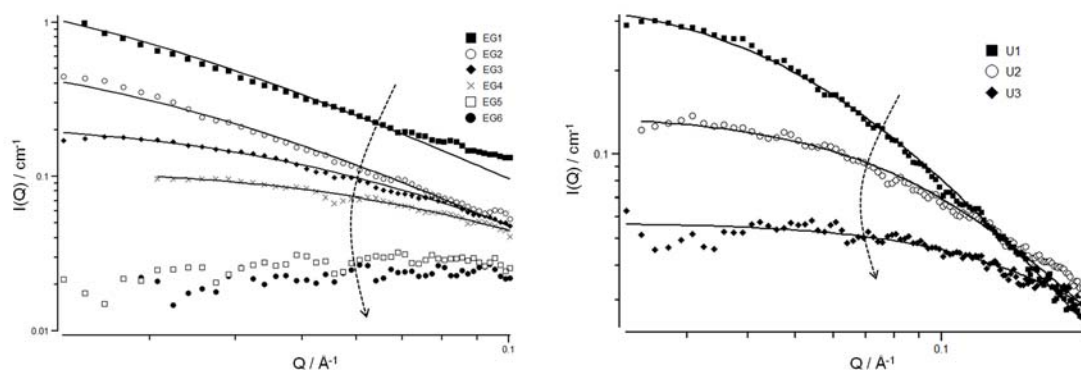 1
EG1
EG2
EG3
EG4
EG5
EG6
I(Q) / cm⁻¹
0.1
0.01
0.1
Q / Å⁻¹
U1
U2
U3
I(Q) / cm⁻¹
0.1
0.1
Q / Å⁻¹